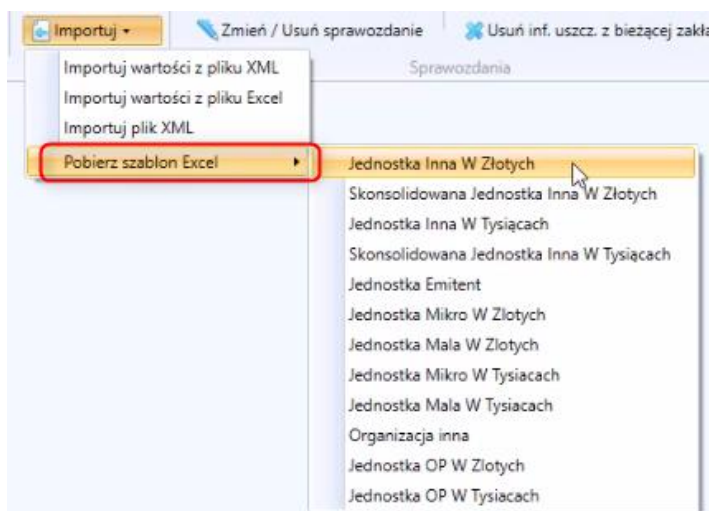 Importuj
Zmień / Usuń sprawozdanie
Usuń inf. uszcz. z bieżącej
Importuj wartości z pliku XML
Sprawozdania
Importuj wartości z pliku Excel
Importuj plik XML
Pobierz szablon Excel
Jednostka Inna W Złotych
Skonsolidowana Jednostka Inna W Złotych
Jednostka Inna W Tysiącach
Skonsolidowana Jednostka Inna W Tysiącach
Jednostka Emitent
Jednostka Mikro W Zlotych
Jednostka Mala W Zlotych
Jednostka Mikro W Tysiacach
Jednostka Mala W Tysiacach
Organizacja inna
Jednostka OP W Zlotych
Jednostka OP W Tysiacach